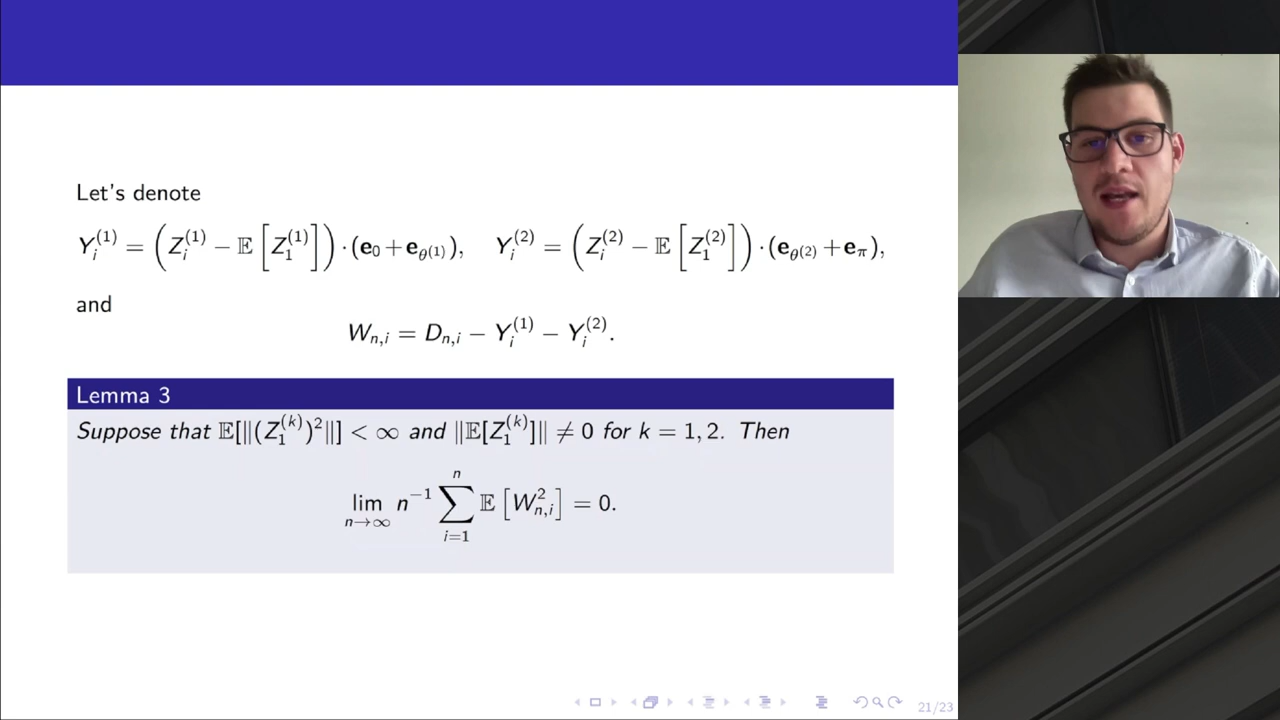 Let's denote
Y_i^{(1)} = (Z_i^{(1)} − 𝔼[Z_1^{(1)}]) · (e_0 + e_{θ^{(1)}}), Y_i^{(2)} = (Z_i^{(2)} − 𝔼[Z_1^{(2)}]) · (e_{θ^{(2)}} + e_π),
and
W_{n,i} = D_{n,i} − Y_i^{(1)} − Y_i^{(2)}.
Lemma 3
Suppose that 𝔼[‖(Z_1^{(k)})^2‖] < ∞ and ‖𝔼[Z_1^{(k)}]‖ ≠ 0 for k = 1, 2. Then
lim_{n→∞} n^{−1} ∑_{i=1}^{n} 𝔼[W_{n,i}^2] = 0.
21/23